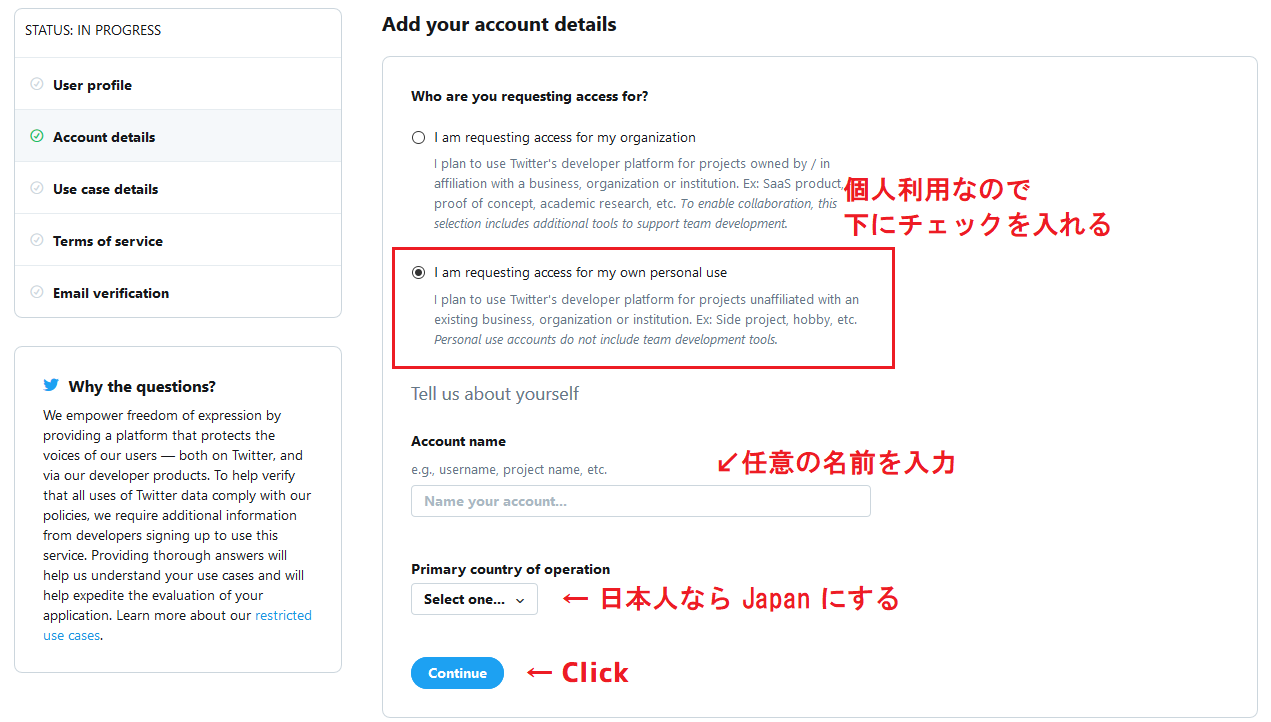 STATUS: IN PROGRESS
User profile
Account details
Use case details
Terms of service
Email verification
Why the questions?
We empower freedom of expression by
providing a platform that protects the
voices of our users — both on Twitter, and
via our developer products. To help verify
that all uses of Twitter data comply with our
policies, we require additional information
from developers signing up to use this
service. Providing thorough answers will
help us understand your use cases and will
help expedite the evaluation of your
application. Learn more about our restricted
use cases.
Add your account details
Who are you requesting access for?
I am requesting access for my organization
I plan to use Twitter's developer platform for projects owned by / in
affiliation with a business, organization or institution. Ex: SaaS product,
proof of concept, academic research, etc. To enable collaboration, this
selection includes additional tools to support team development.
個人利用なので
下にチェックを入れる
I am requesting access for my own personal use
I plan to use Twitter's developer platform for projects unaffiliated with an
existing business, organization or institution. Ex: Side project, hobby, etc.
Personal use accounts do not include team development tools.
Tell us about yourself
Account name
e.g., username, project name, etc.
↙任意の名前を入力
Name your account...
Primary country of operation
Select one...
← 日本人なら Japan にする
Continue
← Click